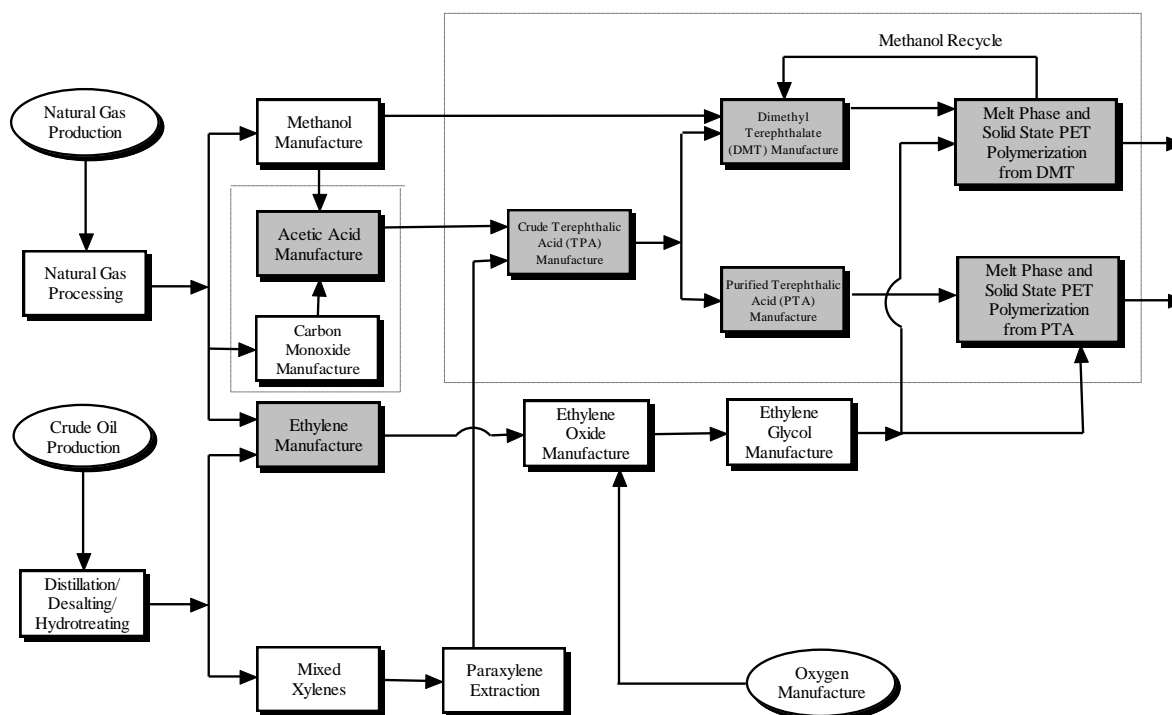 Methanol Recycle
Natural Gas
Production
Methanol
Manufacture
Dimethyl
Terephthalate
(DMT) Manufacture
Melt Phase and
Solid State PET
Polymerization
from DMT
Acetic Acid
Manufacture
Crude Terephthalic
Acid (TPA)
Manufacture
Natural Gas
Processing
Purified Terephthalic
Acid (PTA)
Manufacture
Melt Phase and
Solid State PET
Polymerization
from PTA
Carbon
Monoxide
Manufacture
Crude Oil
Production
Ethylene
Manufacture
Ethylene
Oxide
Manufacture
Ethylene
Glycol
Manufacture
Distillation/
Desalting/
Hydrotreating
Mixed
Xylenes
Paraxylene
Extraction
Oxygen
Manufacture